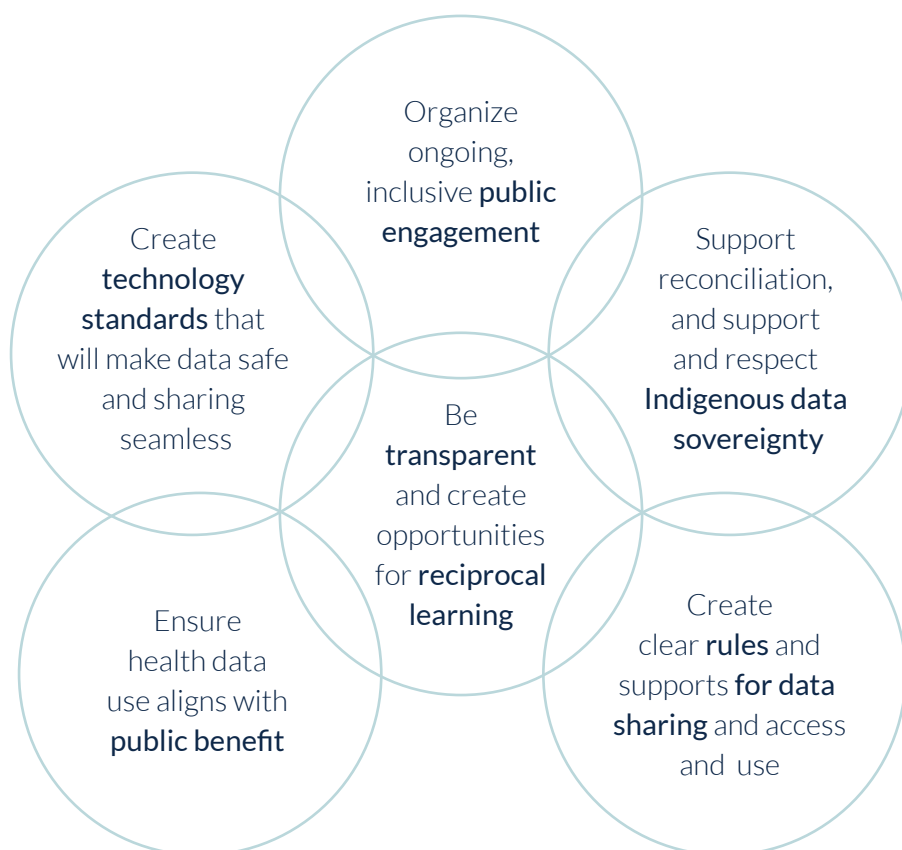 Organize
ongoing,
inclusive public
engagement
Create
technology
standards that
will make data safe
and sharing
seamless
Support
reconciliation,
and support
and respect
Indigenous data
sovereignty
Be
transparent
and create
opportunities
for reciprocal
learning
Ensure
health data
use aligns with
public benefit
Create
clear rules and
supports for data
sharing and access
and use